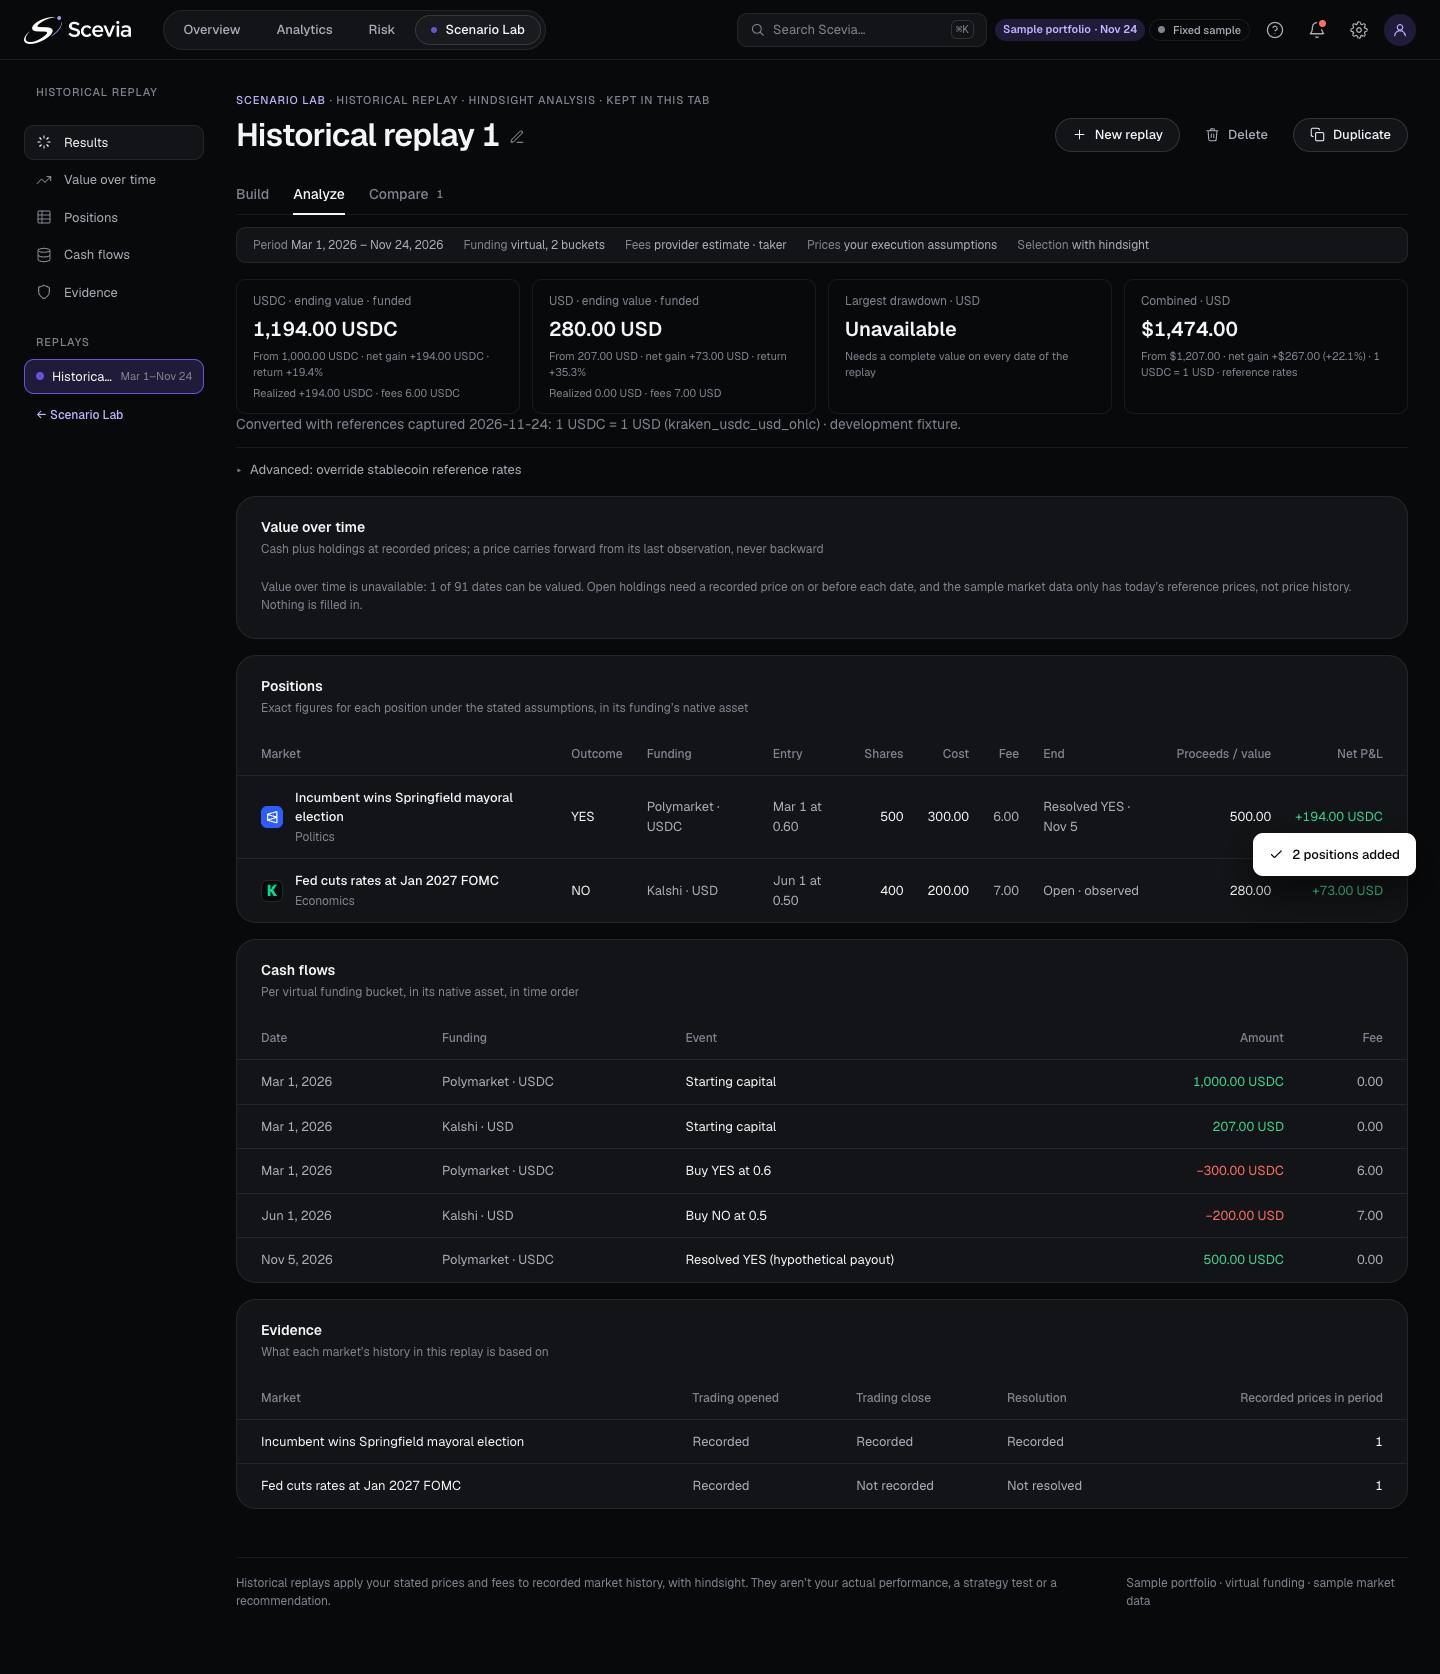 Scevia
Overview
Analytics
Risk
Scenario Lab
Search Scevia...
⌘K
Sample portfolio · Nov 24
Fixed sample
HISTORICAL REPLAY
Results
Value over time
Positions
Cash flows
Evidence
REPLAYS
Historica... Mar 1–Nov 24
← Scenario Lab
SCENARIO LAB · HISTORICAL REPLAY · HINDSIGHT ANALYSIS · KEPT IN THIS TAB
Historical replay 1
New replay
Delete
Duplicate
Build
Analyze
Compare 1
Period Mar 1, 2026 – Nov 24, 2026
Funding virtual, 2 buckets
Fees provider estimate · taker
Prices your execution assumptions
Selection with hindsight
USDC · ending value · funded
1,194.00 USDC
From 1,000.00 USDC · net gain +194.00 USDC ·
return +19.4%
Realized +194.00 USDC · fees 6.00 USDC
USD · ending value · funded
280.00 USD
From 207.00 USD · net gain +73.00 USD · return
+35.3%
Realized 0.00 USD · fees 7.00 USD
Largest drawdown · USD
Unavailable
Needs a complete value on every date of the
replay
Combined · USD
$1,474.00
From $1,207.00 · net gain +$267.00 (+22.1%) · 1
USDC = 1 USD · reference rates
Converted with references captured 2026-11-24: 1 USDC = 1 USD (kraken_usdc_usd_ohlc) · development fixture.
Advanced: override stablecoin reference rates
Value over time
Cash plus holdings at recorded prices; a price carries forward from its last observation, never backward
Value over time is unavailable: 1 of 91 dates can be valued. Open holdings need a recorded price on or before each date, and the sample market data only has today's reference prices, not price history.
Nothing is filled in.
Positions
Exact figures for each position under the stated assumptions, in its funding's native asset
Market Outcome Funding Entry Shares Cost Fee End Proceeds / value Net P&L
Incumbent wins Springfield mayoral
election
Politics
YES
Polymarket ·
USDC
Mar 1 at
0.60
500
300.00
6.00
Resolved YES ·
Nov 5
500.00
+194.00 USDC
2 positions added
K
Fed cuts rates at Jan 2027 FOMC
Economics
NO
Kalshi · USD
Jun 1 at
0.50
400
200.00
7.00
Open · observed
280.00
+73.00 USD
Cash flows
Per virtual funding bucket, in its native asset, in time order
Date Funding Event Amount Fee
Mar 1, 2026 Polymarket · USDC Starting capital 1,000.00 USDC 0.00
Mar 1, 2026 Kalshi · USD Starting capital 207.00 USD 0.00
Mar 1, 2026 Polymarket · USDC Buy YES at 0.6 −300.00 USDC 6.00
Jun 1, 2026 Kalshi · USD Buy NO at 0.5 −200.00 USD 7.00
Nov 5, 2026 Polymarket · USDC Resolved YES (hypothetical payout) 500.00 USDC 0.00
Evidence
What each market's history in this replay is based on
Market Trading opened Trading close Resolution Recorded prices in period
Incumbent wins Springfield mayoral election Recorded Recorded Recorded 1
Fed cuts rates at Jan 2027 FOMC Recorded Not recorded Not resolved 1
Historical replays apply your stated prices and fees to recorded market history, with hindsight. They aren't your actual performance, a strategy test or a
recommendation.
Sample portfolio · virtual funding · sample market
data